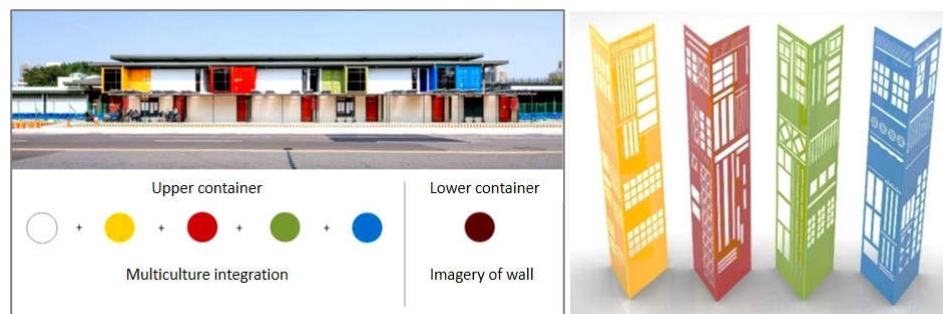 Upper container
Lower container
+ + + +
Multiculture integration
Imagery of wall